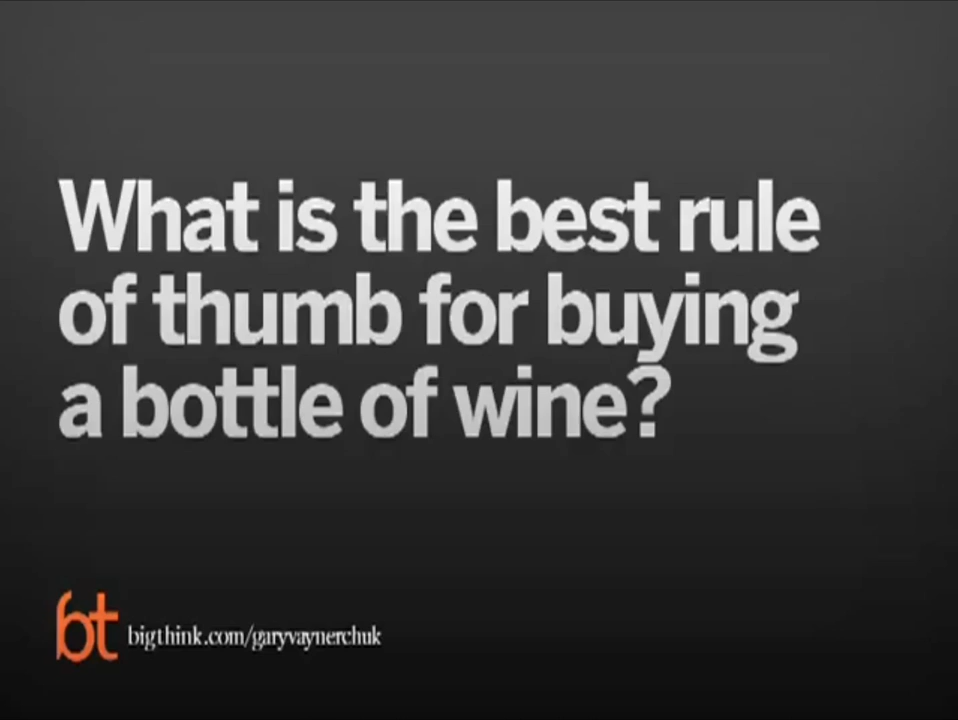 What is the best rule
of thumb for buying
a bottle of wine?
bt bigthink.com/garyvaynerchuk